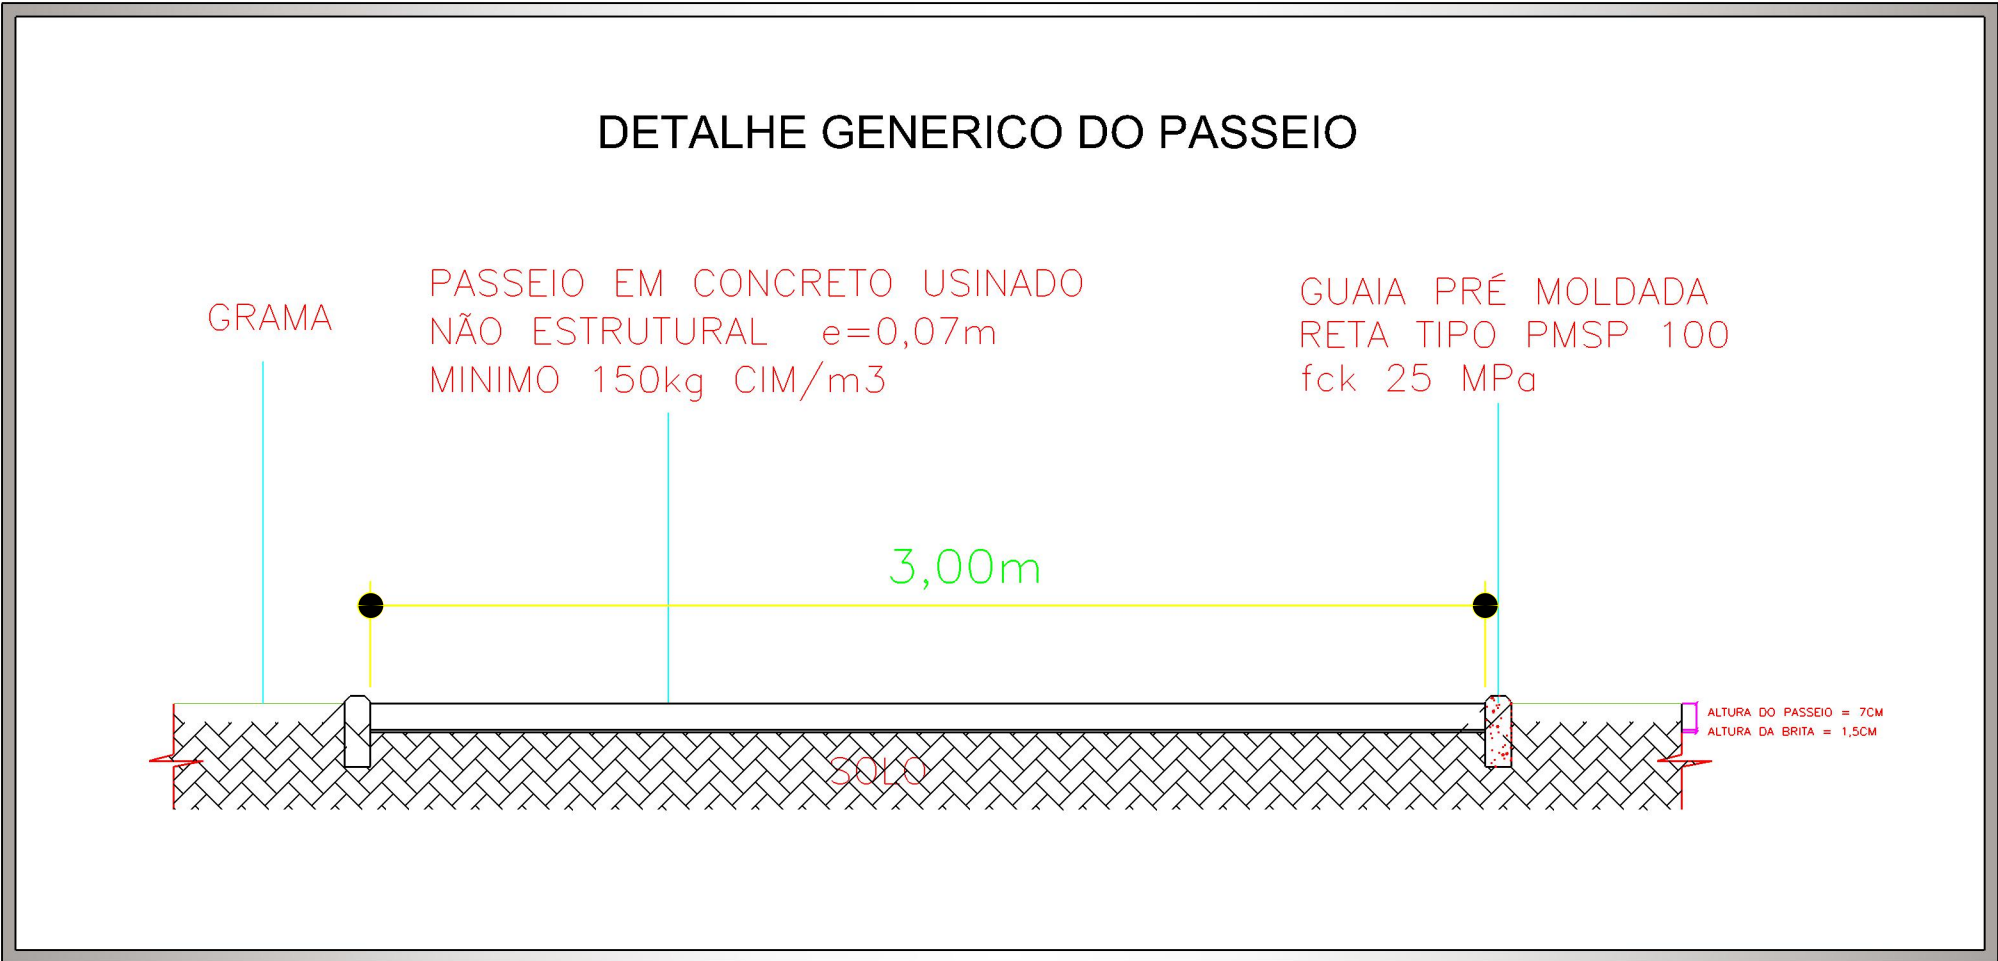 DETALHE GENERICO DO PASSEIO
GRAMA
PASSEIO EM CONCRETO USINADO
NÃO ESTRUTURAL e=0,07m
MINIMO 150kg CIM/m3
GUAIA PRÉ MOLDADA
RETA TIPO PMSP 100
fck 25 MPa
3,00m
ALTURA DO PASSEIO = 7CM
ALTURA DA BRITA = 1,5CM
SOLO